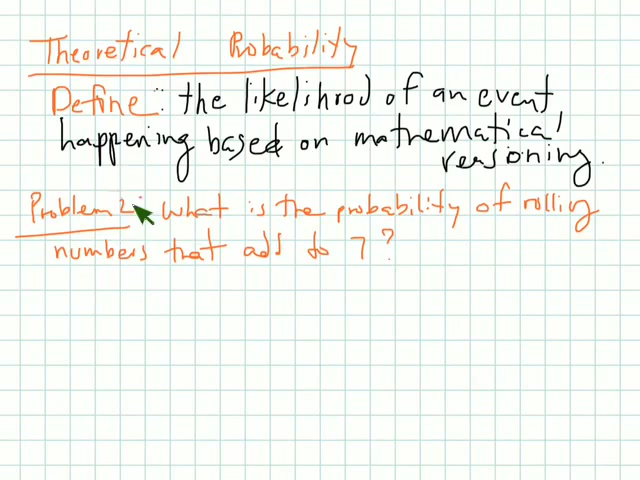 Theoretical Probability
Define: the likelihood of an event
happening based on mathematical
reasoning.
Problem 2: What is the probability of rolling
numbers that add to 7?